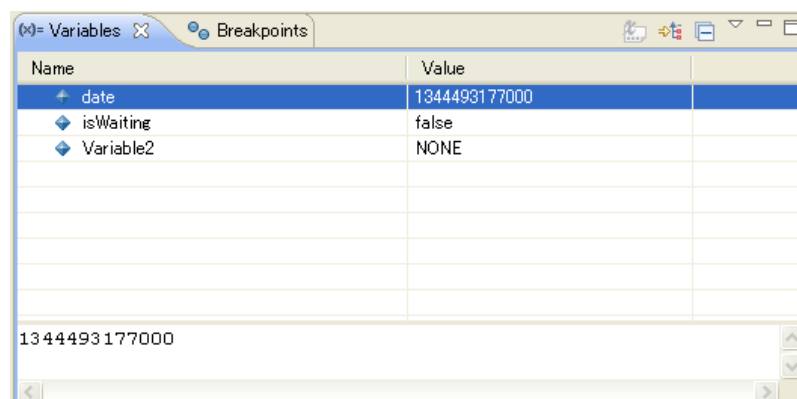 (x)= Variables Breakpoints
Name Value
date 1344493177000
isWaiting false
Variable2 NONE
1344493177000